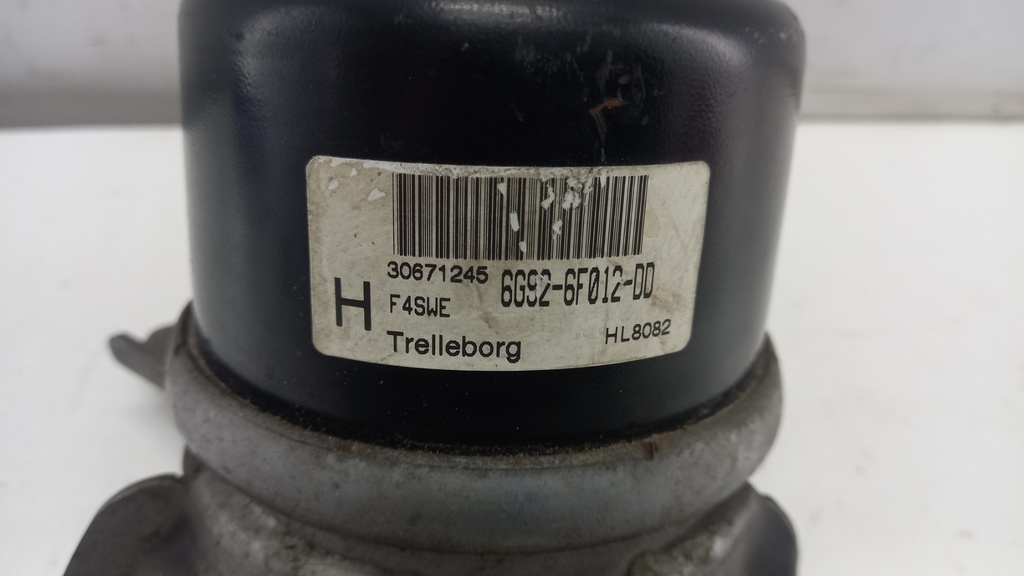 30671245 6G92-6F012-DD
H F4SWE
Trelleborg HL8082